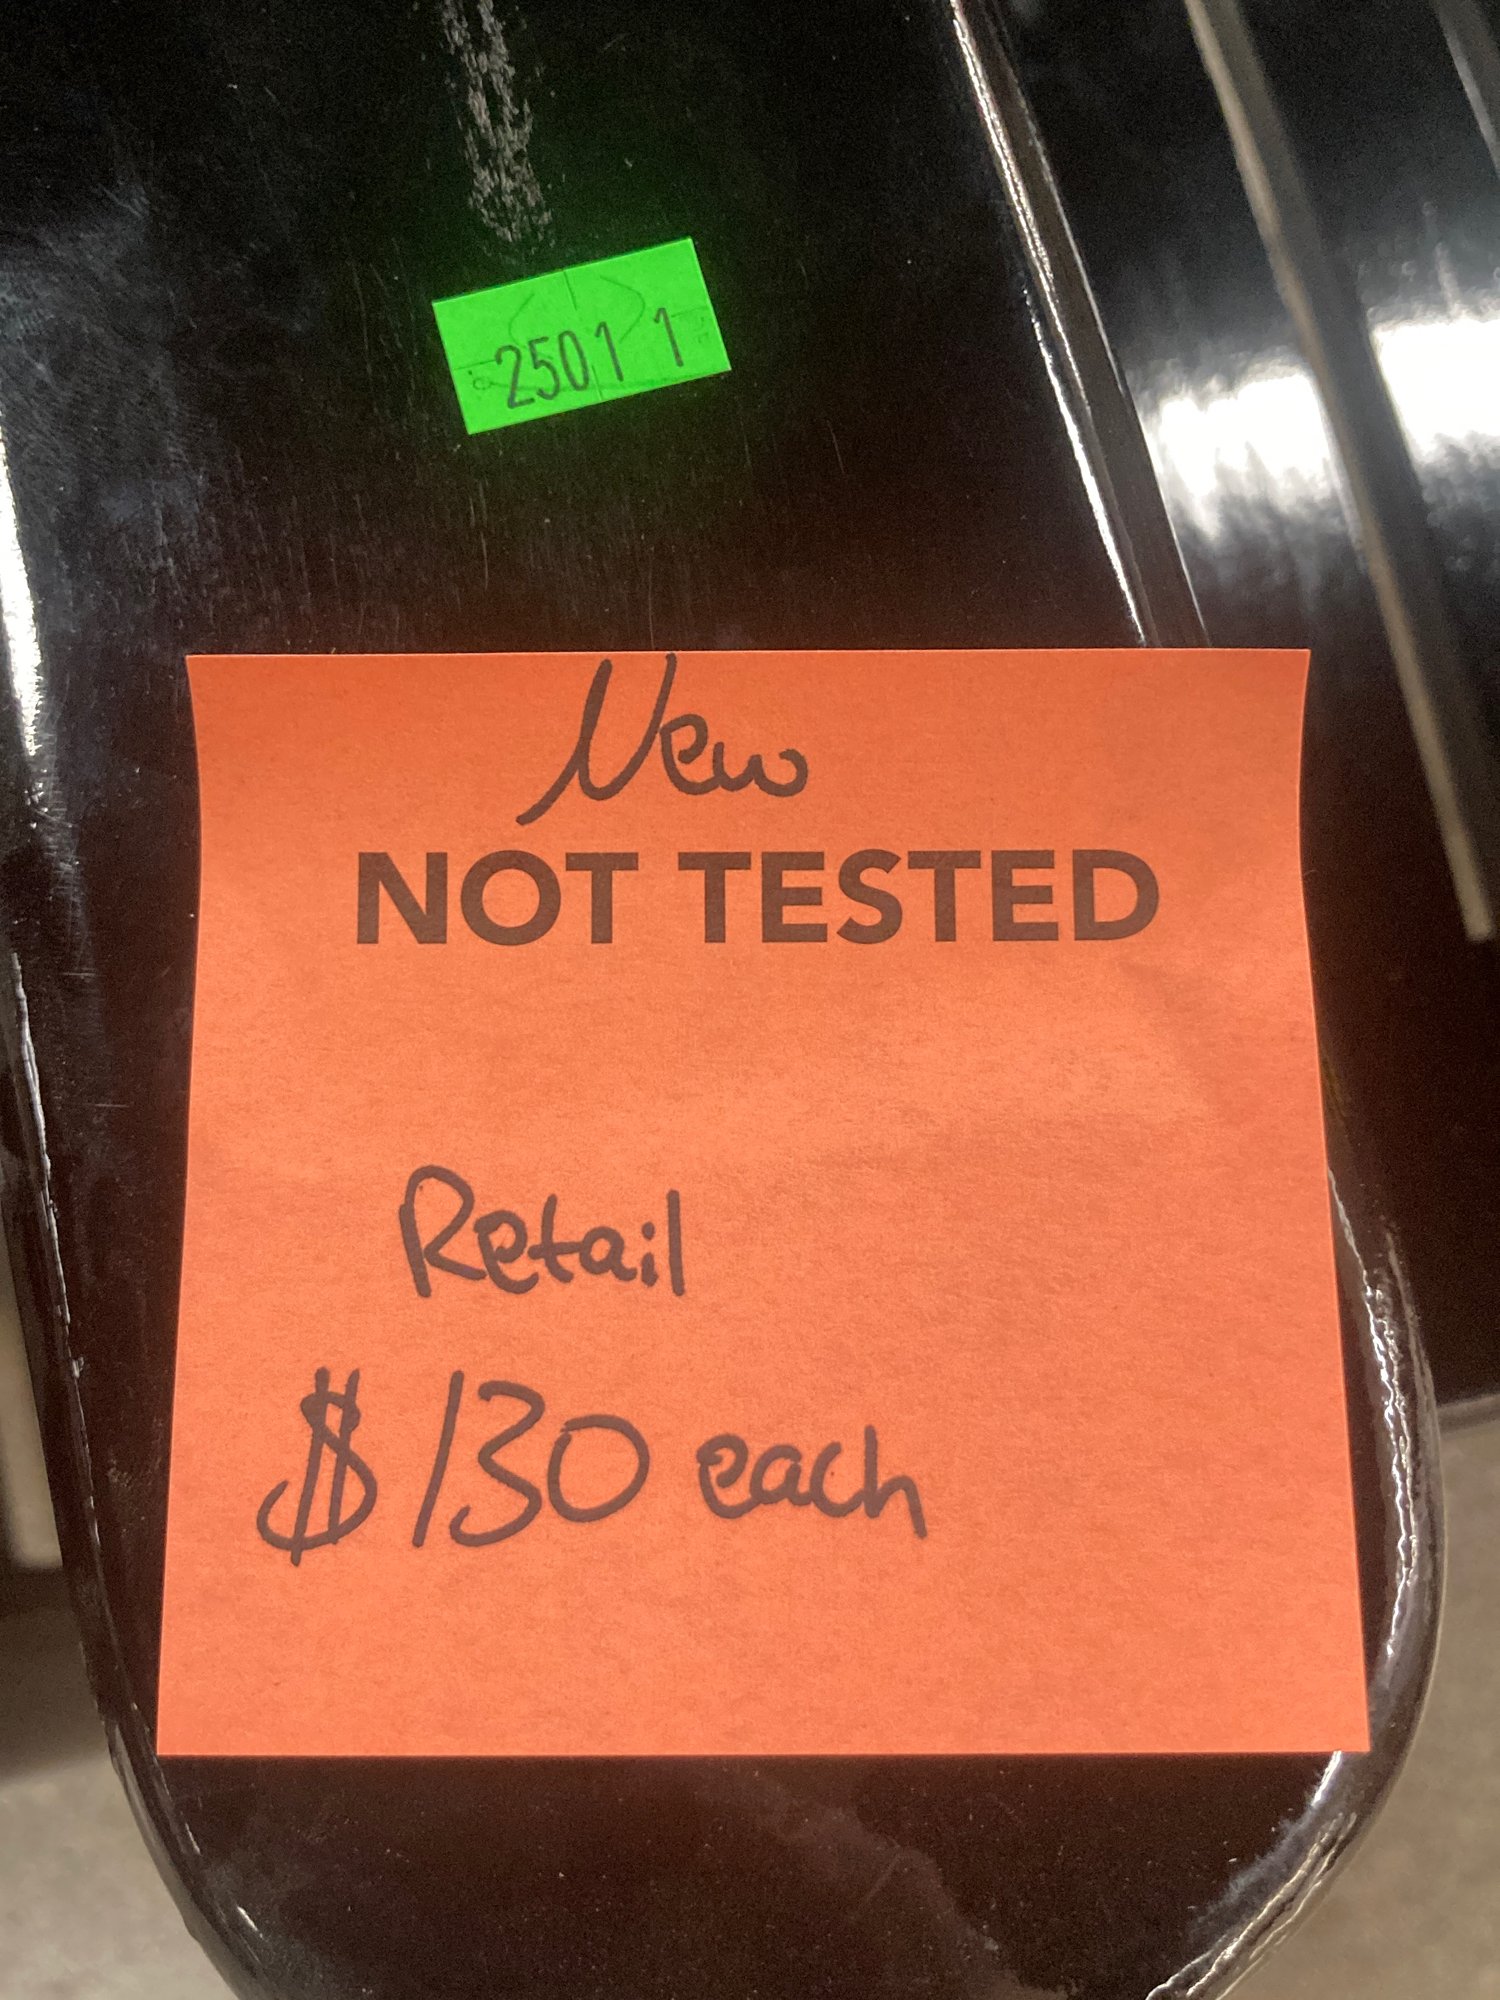 2501 1
New
NOT TESTED
Retail
$130 each